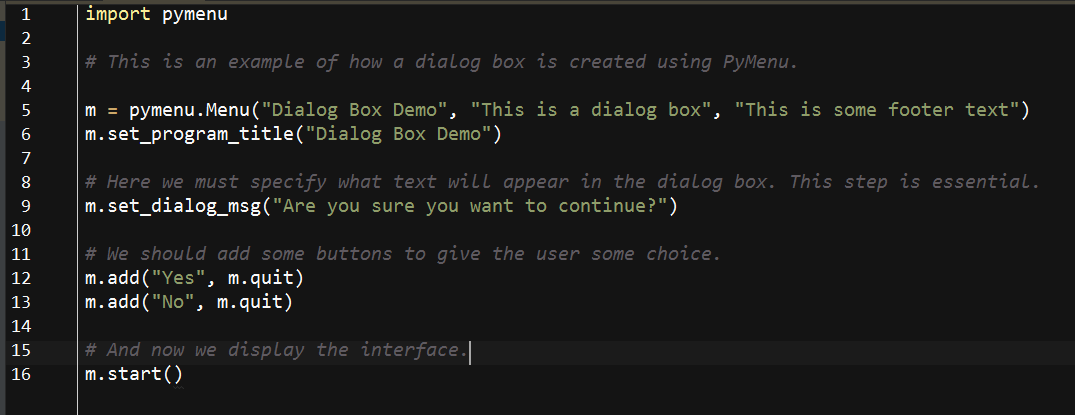 1 import pymenu
2
3 # This is an example of how a dialog box is created using PyMenu.
4
5 m = pymenu.Menu("Dialog Box Demo", "This is a dialog box", "This is some footer text")
6 m.set_program_title("Dialog Box Demo")
7
8 # Here we must specify what text will appear in the dialog box. This step is essential.
9 m.set_dialog_msg("Are you sure you want to continue?")
10
11 # We should add some buttons to give the user some choice.
12 m.add("Yes", m.quit)
13 m.add("No", m.quit)
14
15 # And now we display the interface.
16 m.start()